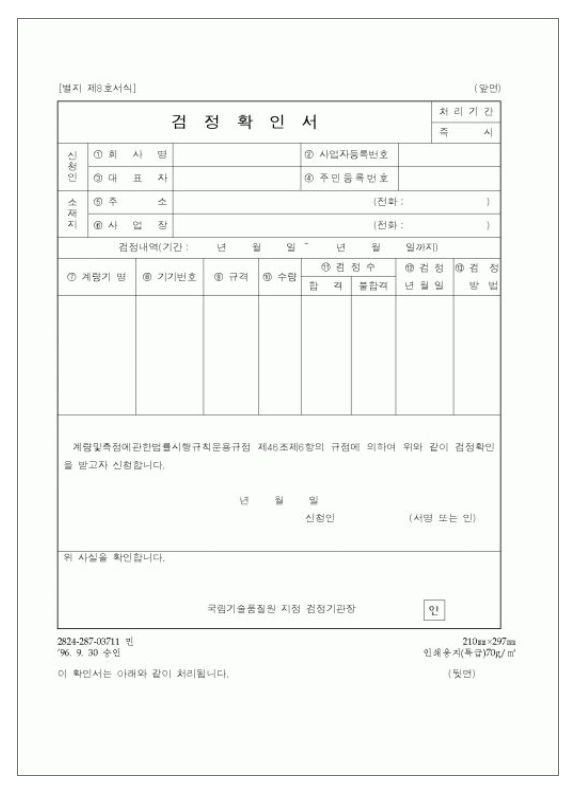 [별지 제8호서식]
(앞면)
검 정 확 인 서
처 리 기 간
즉 시
신청인
① 회 사 명
② 사업자등록번호
③ 대 표 자
④ 주민등록번호
소재지
⑤ 주 소
(전화 : )
⑥ 사 업 장
(전화 : )
검정내역(기간 : 년 월 일 ~ 년 월 일까지)
⑦ 계량기 명
⑧ 기기번호
⑨ 규격
⑩ 수량
⑪ 검 정 수
합 격
불합격
⑫ 검 정
년 월 일
⑬ 검 정
방 법
계량및측정에관한법률시행규칙운용규정 제46조제6항의 규정에 의하여 위와 같이 검정확인
을 받고자 신청합니다.
년 월 일
신청인 (서명 또는 인)
위 사실을 확인합니다.
국립기술품질원 지정 검정기관장
인
2824-287-03711 민
'96. 9. 30 승인
210㎜×297㎜
인쇄용지(특급)70g/㎡
이 확인서는 아래와 같이 처리됩니다.
(뒷면)